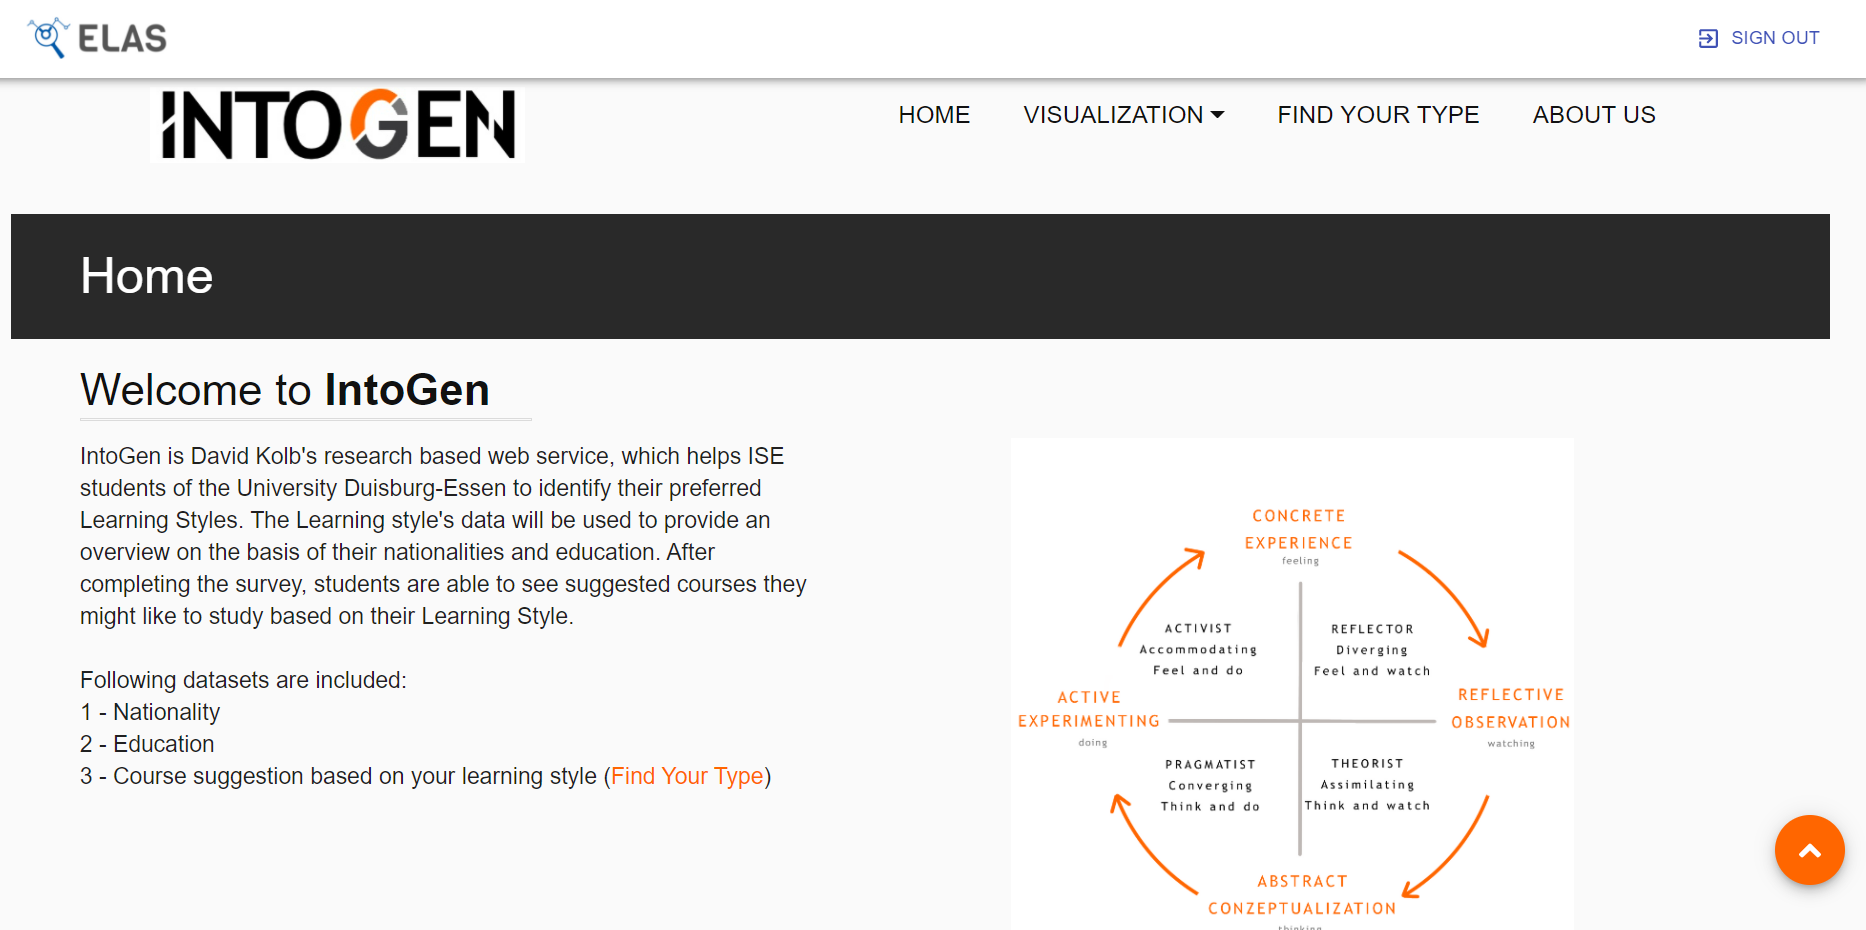 ELAS
SIGN OUT
INTOGEN
HOME
VISUALIZATION
FIND YOUR TYPE
ABOUT US
Home
Welcome to IntoGen
IntoGen is David Kolb's research based web service, which helps ISE
students of the University Duisburg-Essen to identify their preferred
Learning Styles. The Learning style's data will be used to provide an
overview on the basis of their nationalities and education. After
completing the survey, students are able to see suggested courses they
might like to study based on their Learning Style.
Following datasets are included:
1 - Nationality
2 - Education
3 - Course suggestion based on your learning style (Find Your Type)
CONCRETE
EXPERIENCE
feeling
ACTIVIST
Accommodating
Feel and do
REFLECTOR
Diverging
Feel and watch
ACTIVE
EXPERIMENTING
doing
REFLECTIVE
OBSERVATION
watching
PRAGMATIST
Converging
Think and do
THEORIST
Assimilating
Think and watch
ABSTRACT
CONZEPTUALIZATION
thinking